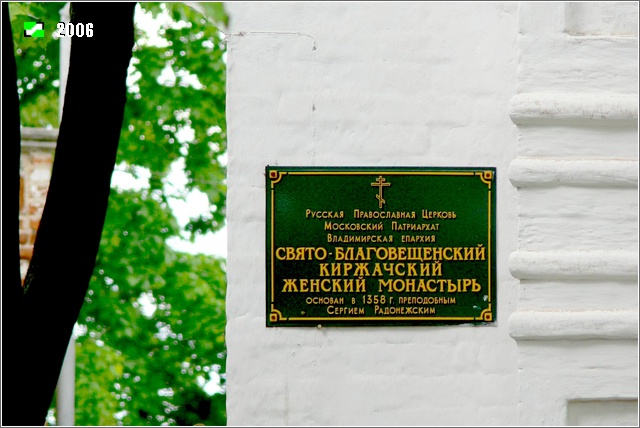 2006
Русская Православная Церковь
Московский Патриархат
Владимирская епархия
СВЯТО-БЛАГОВЕЩЕНСКИЙ
КИРЖАЧСКИЙ
ЖЕНСКИЙ МОНАСТЫРЬ
основан в 1358 г. преподобным
Сергием Радонежским